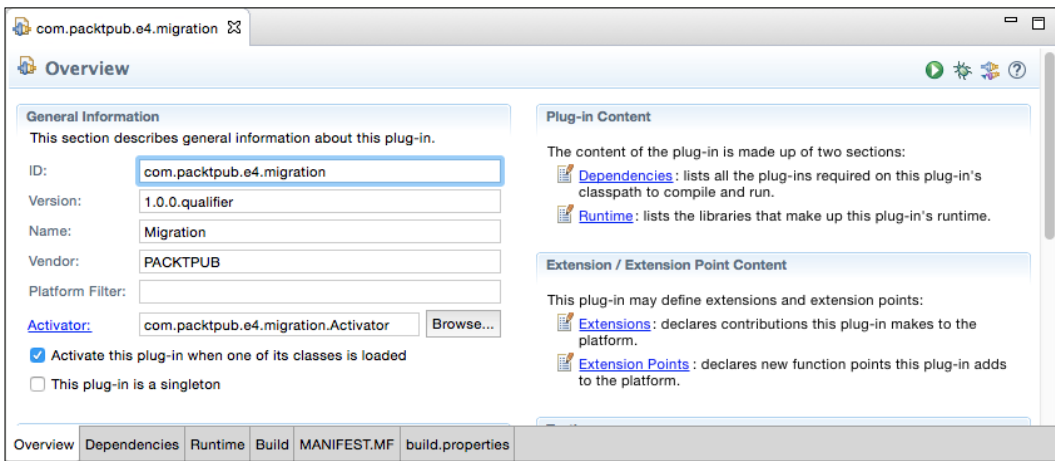 com.packtpub.e4.migration
Overview
General Information
This section describes general information about this plug-in.
ID: com.packtpub.e4.migration
Version: 1.0.0.qualifier
Name: Migration
Vendor: PACKTPUB
Platform Filter:
Activator: com.packtpub.e4.migration.Activator Browse...
Activate this plug-in when one of its classes is loaded
This plug-in is a singleton
Plug-in Content
The content of the plug-in is made up of two sections:
Dependencies: lists all the plug-ins required on this plug-in's
classpath to compile and run.
Runtime: lists the libraries that make up this plug-in's runtime.
Extension / Extension Point Content
This plug-in may define extensions and extension points:
Extensions: declares contributions this plug-in makes to the
platform.
Extension Points : declares new function points this plug-in adds
to the platform.
Overview Dependencies Runtime Build MANIFEST.MF build.properties